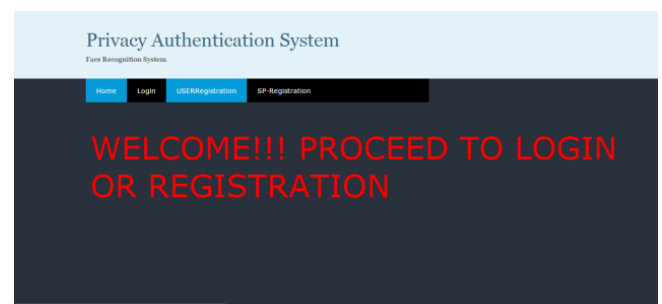 Privacy Authentication System
Face Recognition System
Home Login USERRegistration SP-Registration
WELCOME!!! PROCEED TO LOGIN
OR REGISTRATION